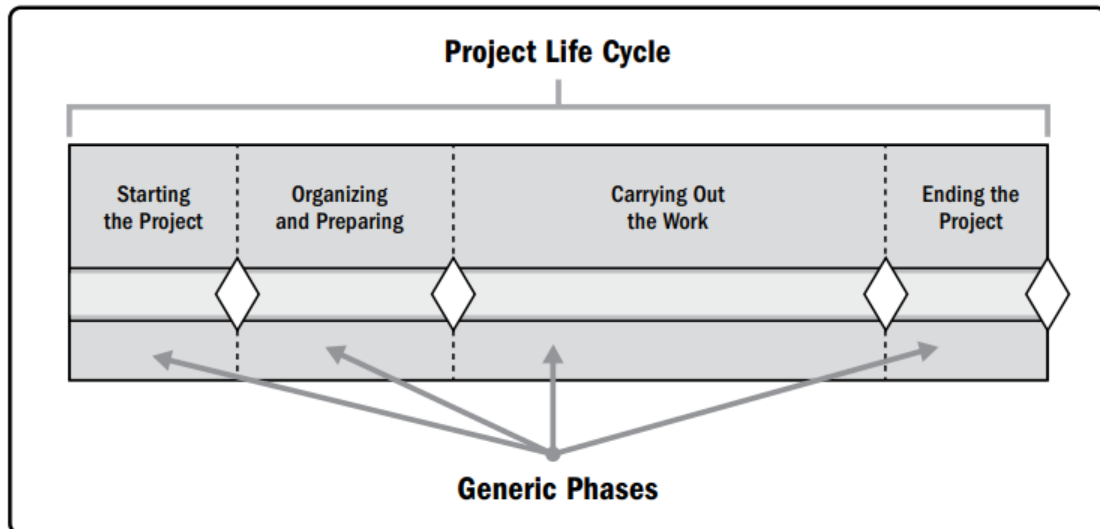 Project Life Cycle
Starting
the Project
Organizing
and Preparing
Carrying Out
the Work
Ending the
Project
Generic Phases